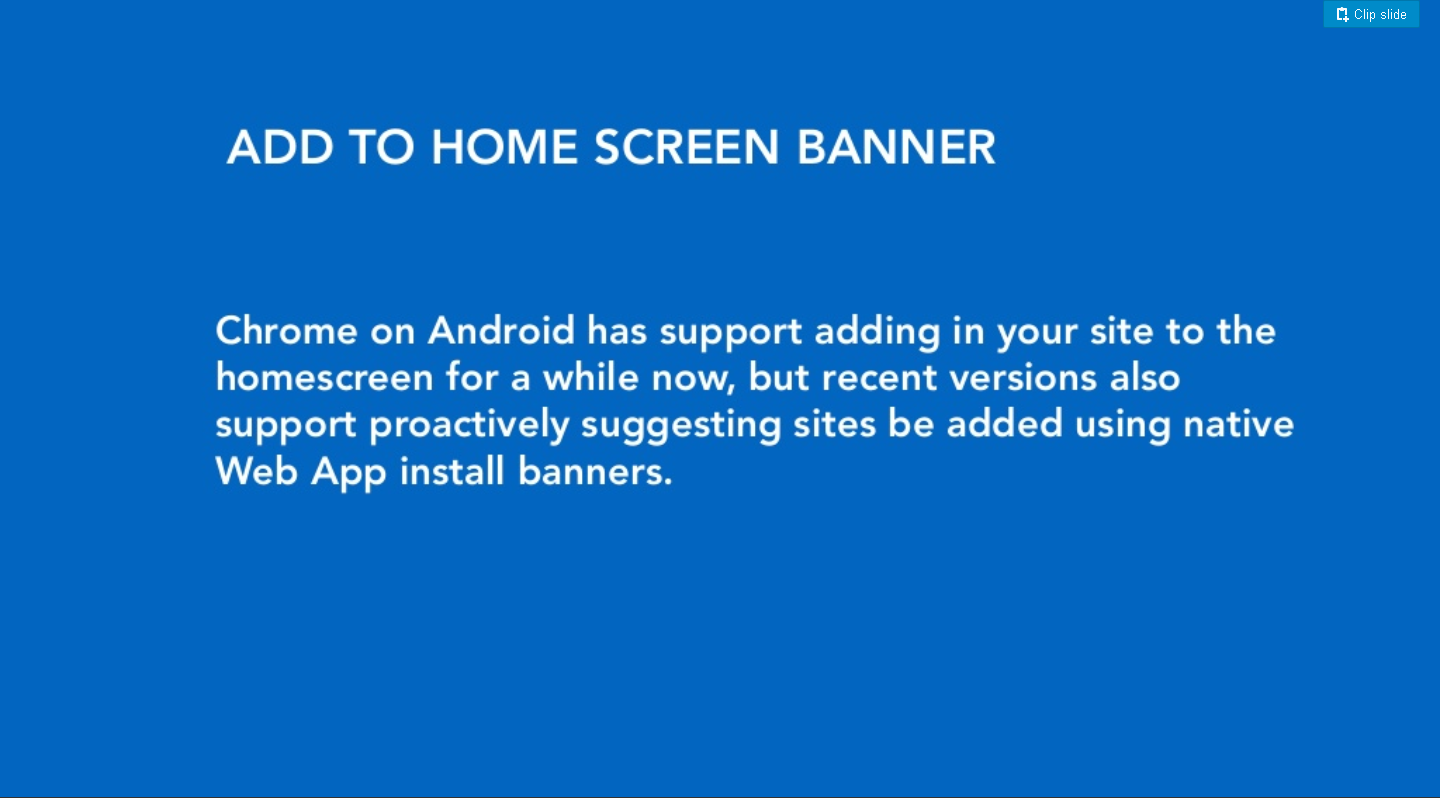 Clip slide
ADD TO HOME SCREEN BANNER
Chrome on Android has support adding in your site to the
homescreen for a while now, but recent versions also
support proactively suggesting sites be added using native
Web App install banners.